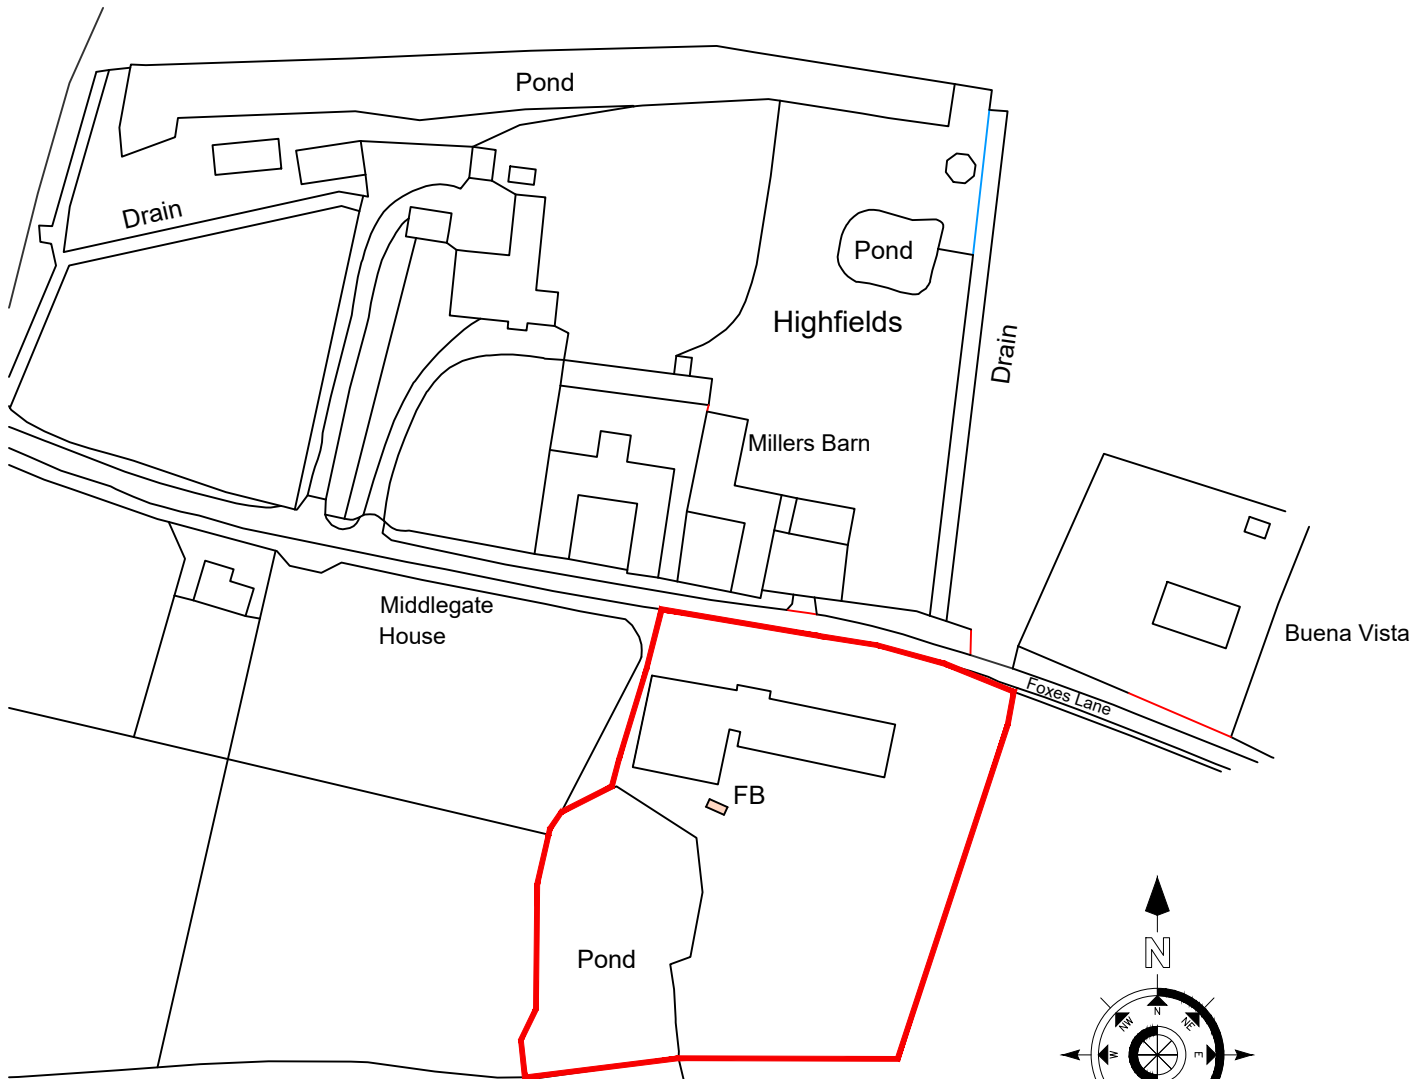 Pond
Drain
Pond
Highfields
Drain
Millers Barn
Middlegate
House
Buena Vista
Foxes Lane
FB
Pond
N
N
NW
NE
W
E